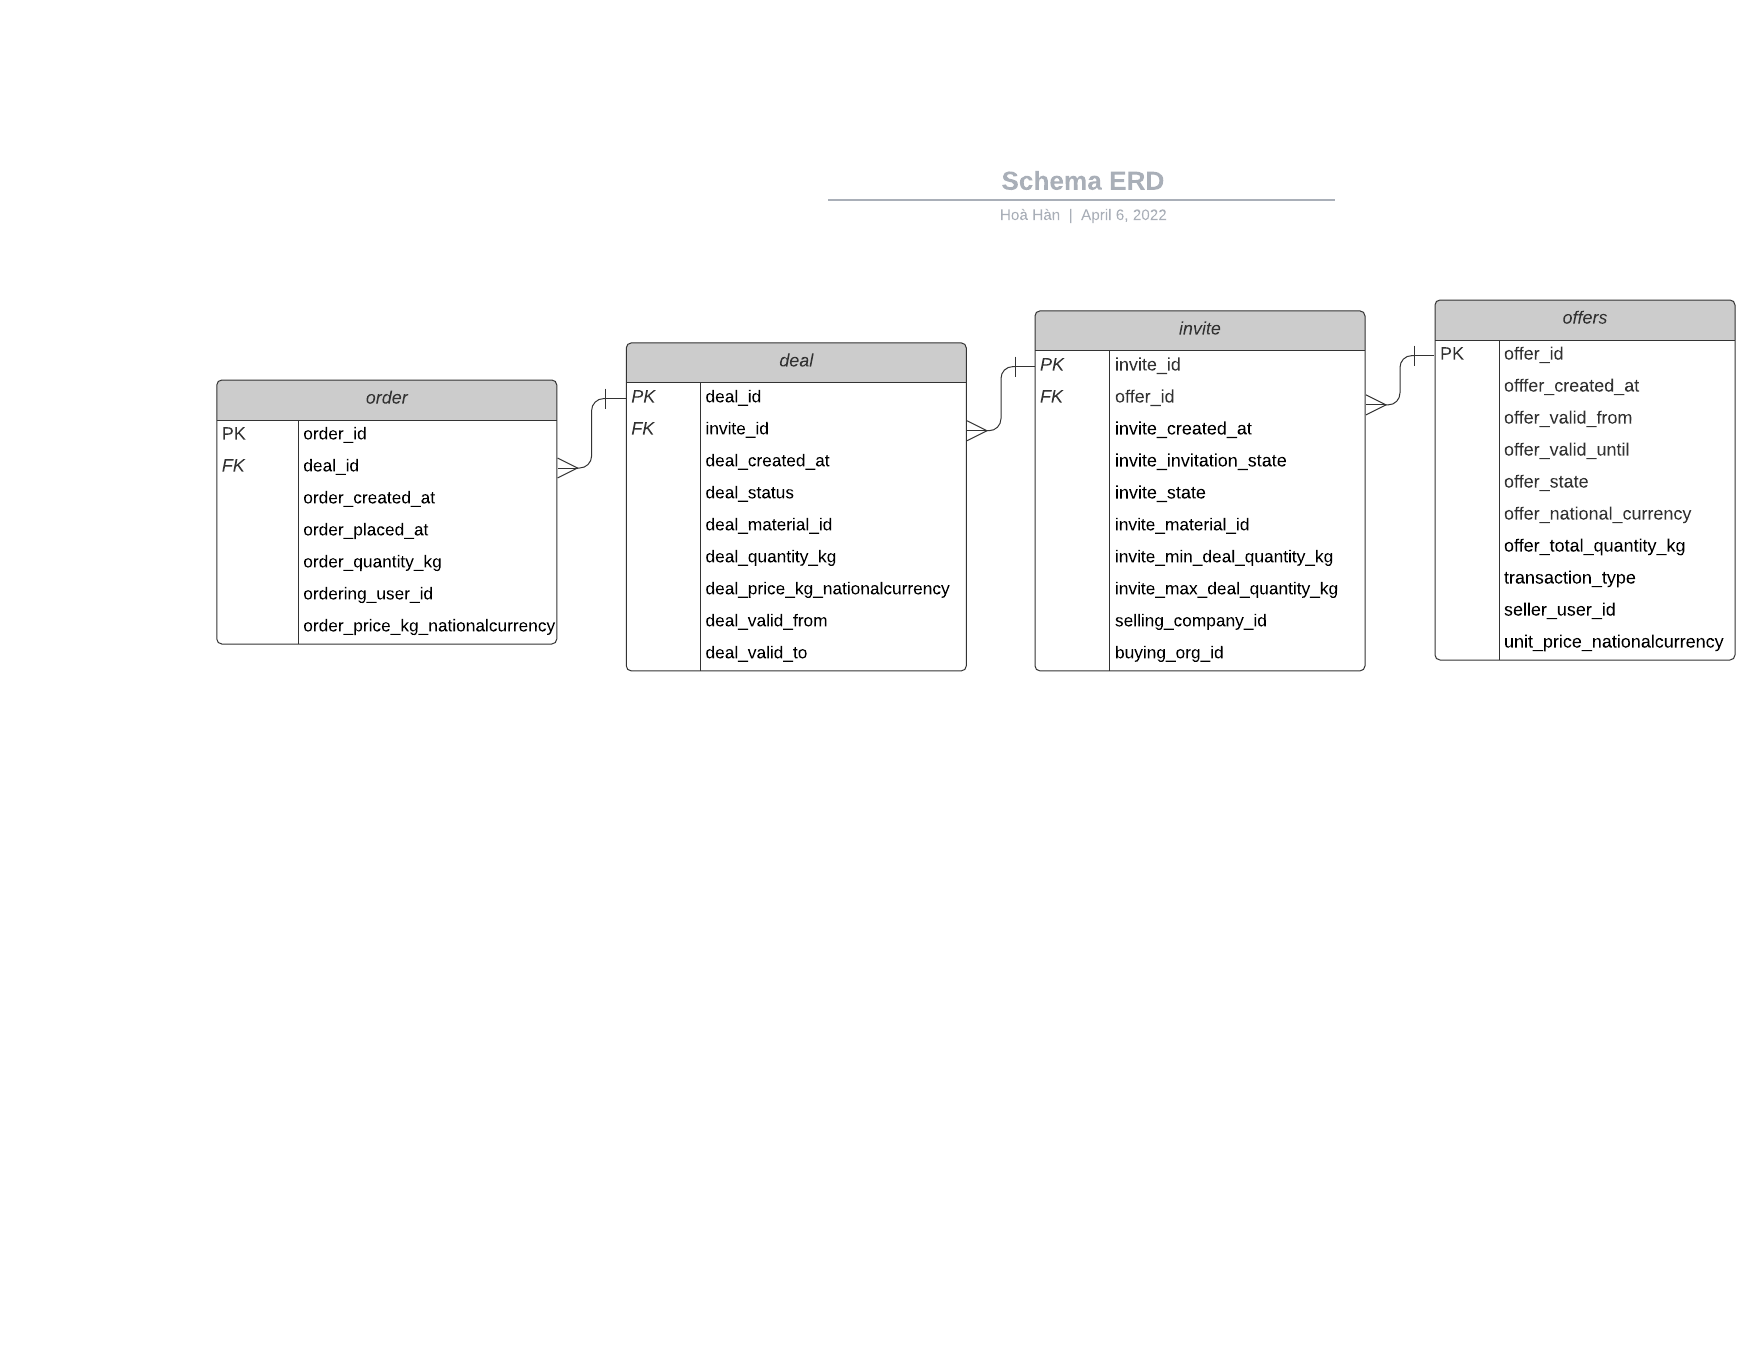 Schema ERD
Hoà Hàn | April 6, 2022
order
PK order_id
FK deal_id
order_created_at
order_placed_at
order_quantity_kg
ordering_user_id
order_price_kg_nationalcurrency
deal
PK deal_id
FK invite_id
deal_created_at
deal_status
deal_material_id
deal_quantity_kg
deal_price_kg_nationalcurrency
deal_valid_from
deal_valid_to
invite
PK invite_id
FK offer_id
invite_created_at
invite_invitation_state
invite_state
invite_material_id
invite_min_deal_quantity_kg
invite_max_deal_quantity_kg
selling_company_id
buying_org_id
offers
PK offer_id
offfer_created_at
offer_valid_from
offer_valid_until
offer_state
offer_national_currency
offer_total_quantity_kg
transaction_type
seller_user_id
unit_price_nationalcurrency